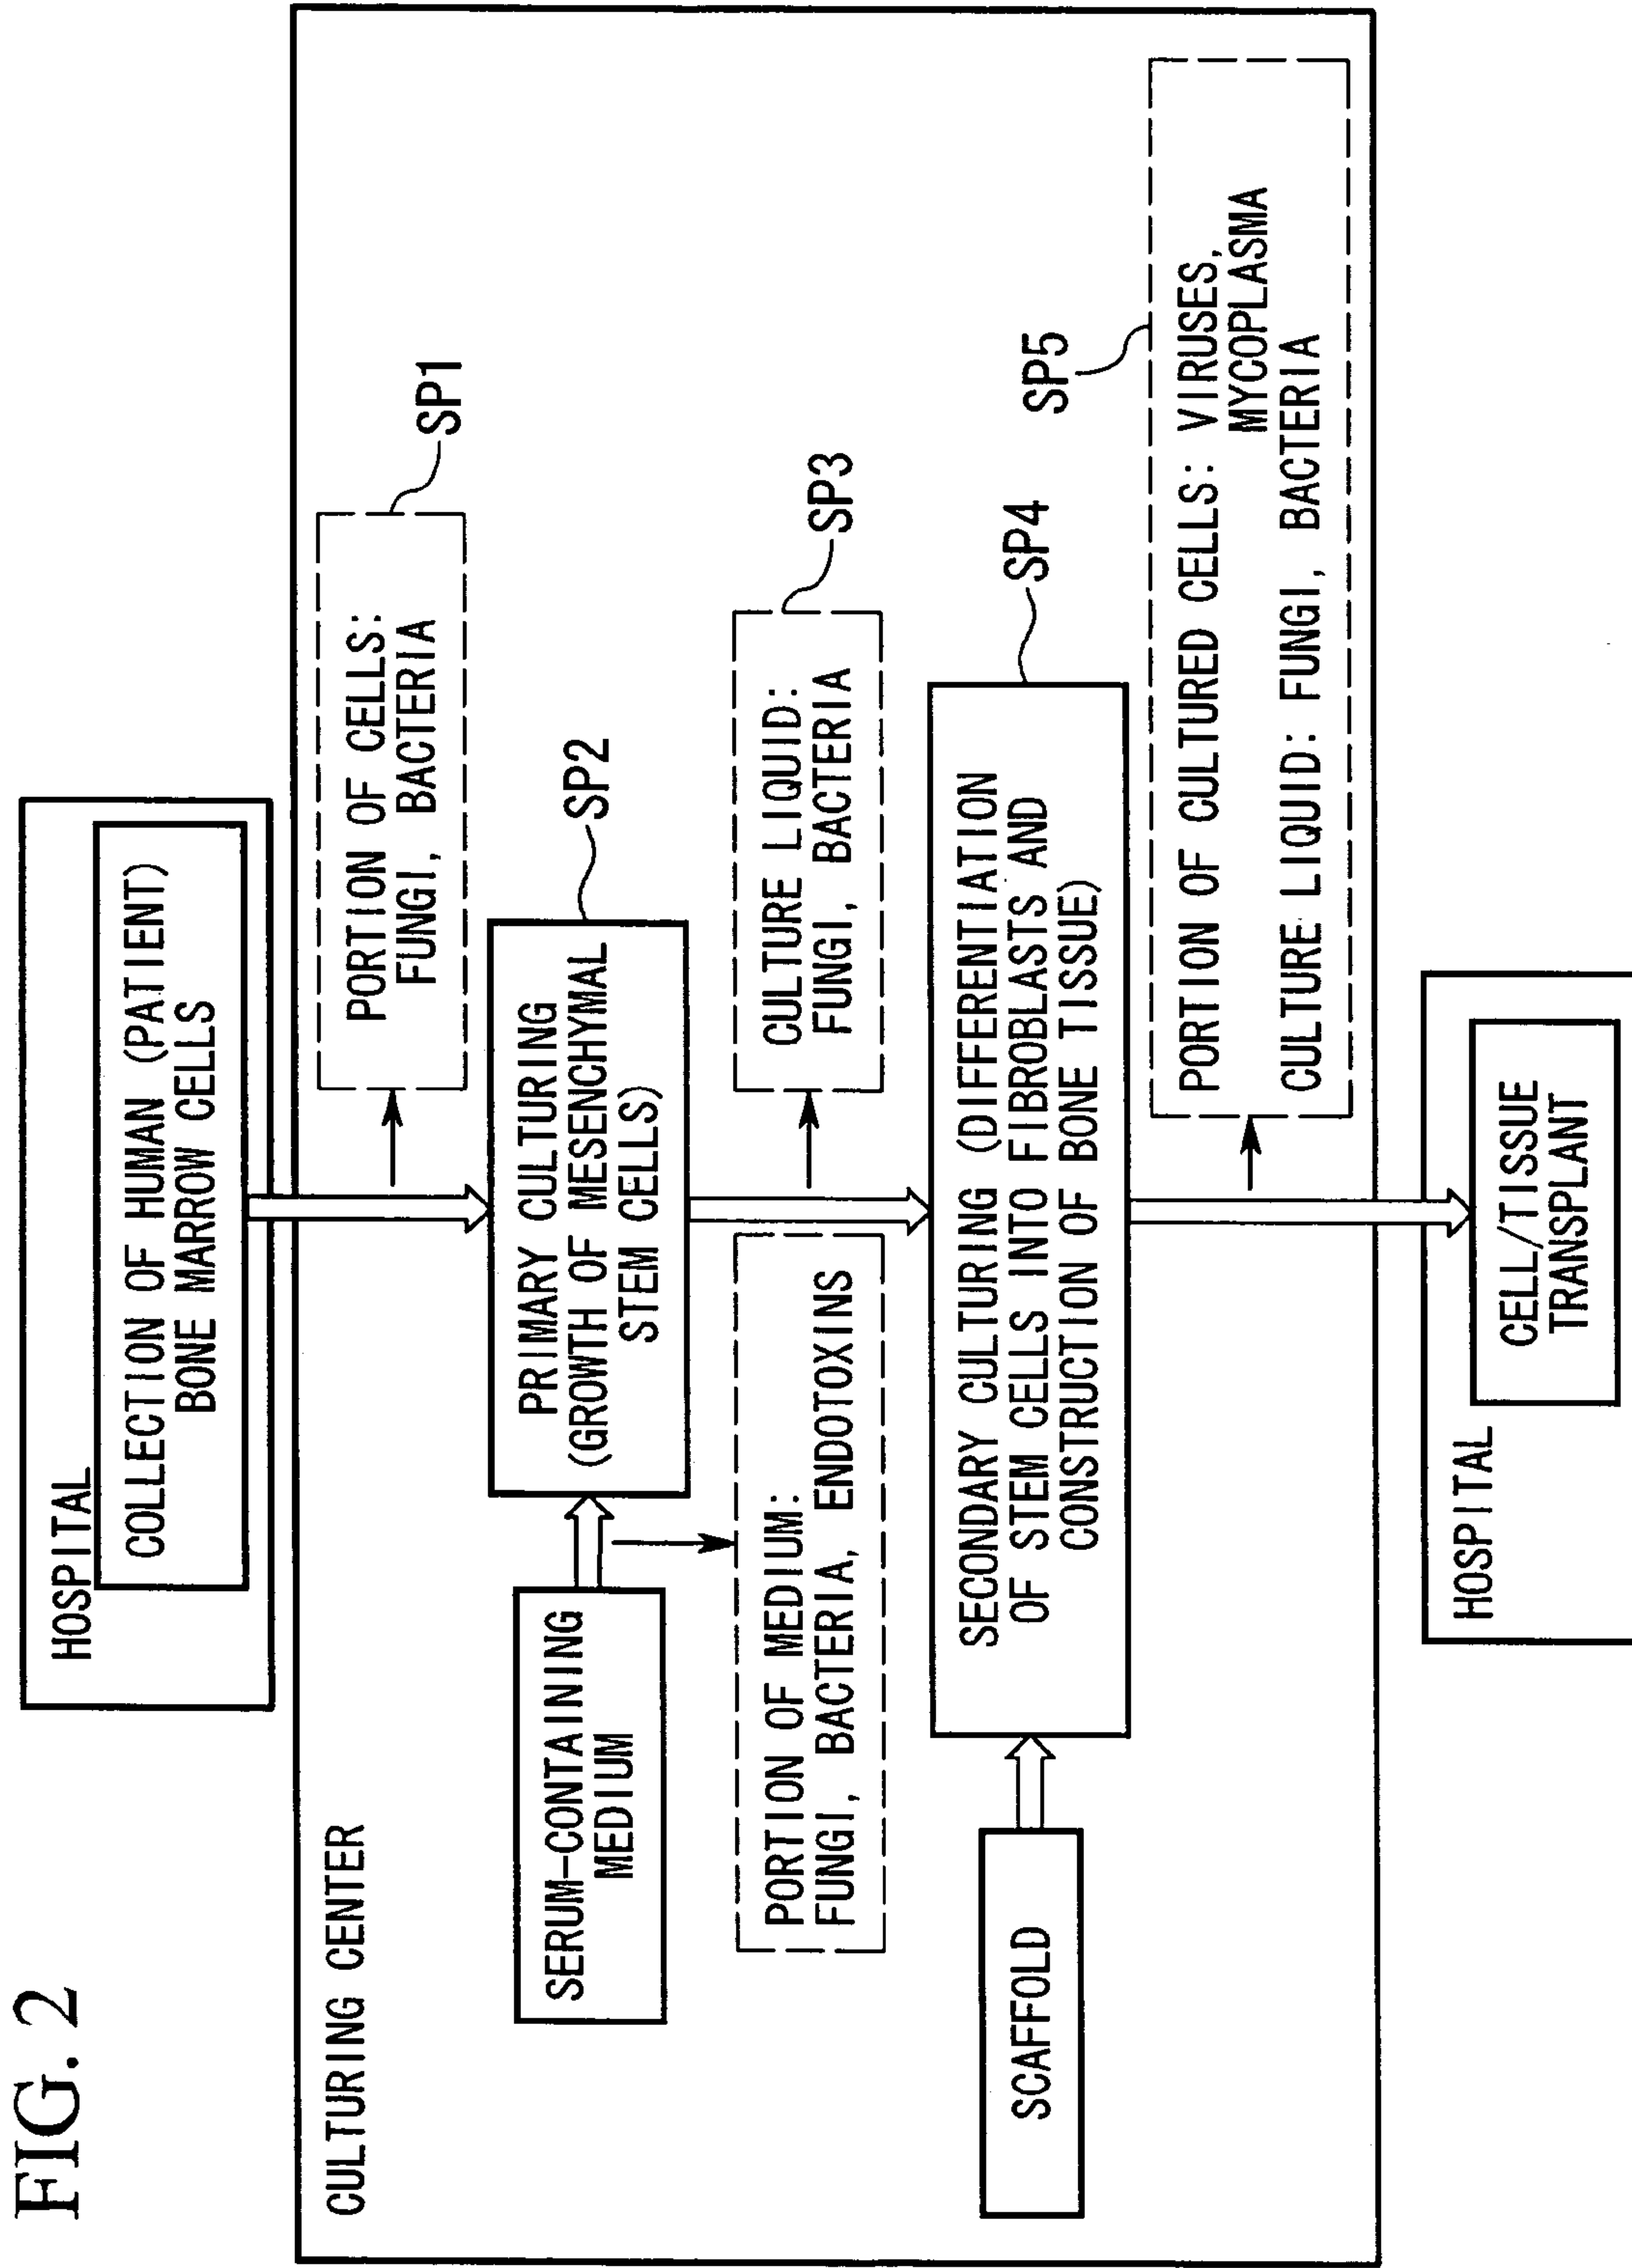 FIG. 2
HOSPITAL
COLLECTION OF HUMAN (PATIENT)
BONE MARROW CELLS
CULTURING CENTER
PORTION OF CELLS:
FUNGI, BACTERIA
SP1
SERUM-CONTAINING
MEDIUM
PRIMARY CULTURING
(GROWTH OF MESENCHYMAL
STEM CELLS)
SP2
PORTION OF MEDIUM:
FUNGI, BACTERIA, ENDOTOXINS
CULTURE LIQUID:
FUNGI, BACTERIA
SP3
SCAFFOLD
SECONDARY CULTURING (DIFFERENTIATION
OF STEM CELLS INTO FIBROBLASTS AND
CONSTRUCTION OF BONE TISSUE)
SP4
SP5
PORTION OF CULTURED CELLS: VIRUSES,
MYCOPLASMA
CULTURE LIQUID: FUNGI, BACTERIA
HOSPITAL
CELL/TISSUE
TRANSPLANT